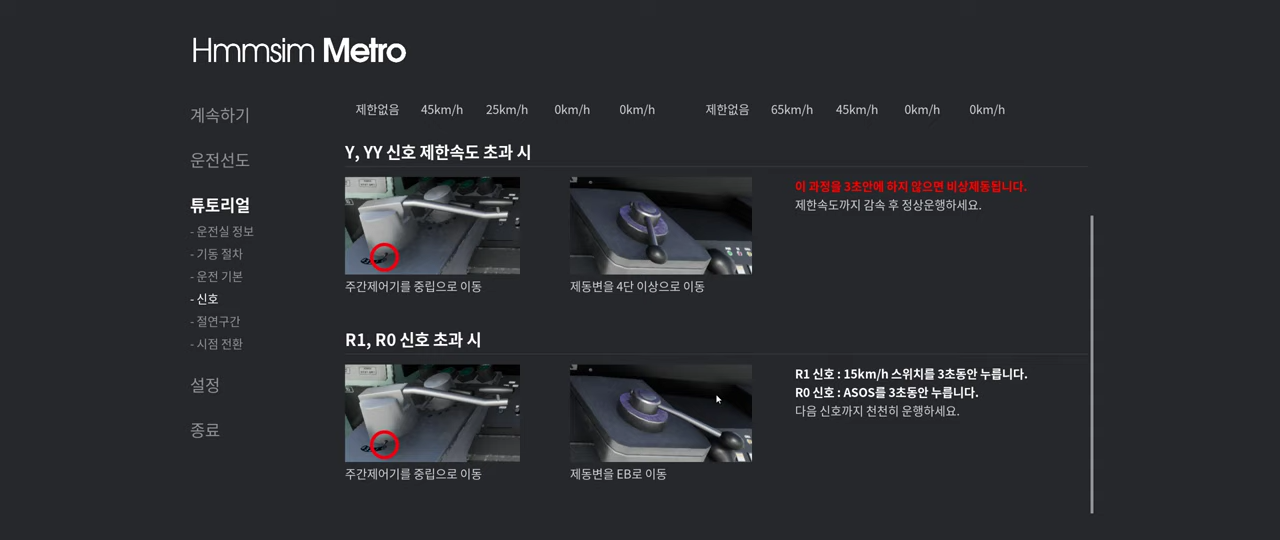 Hmmsim Metro
계속하기
운전선도
튜토리얼
- 운전실 정보
- 기동 절차
- 운전 기본
- 신호
- 절연구간
- 시점 전환
설정
종료
제한없음 45km/h 25km/h 0km/h 0km/h 제한없음 65km/h 45km/h 0km/h 0km/h
Y, YY 신호 제한속도 초과 시
이 과정을 3초안에 하지 않으면 비상제동됩니다.
제한속도까지 감속 후 정상운행하세요.
주간제어기를 중립으로 이동
제동변을 4단 이상으로 이동
R1, R0 신호 초과 시
R1 신호 : 15km/h 스위치를 3초동안 누릅니다.
R0 신호 : ASOS를 3초동안 누릅니다.
다음 신호까지 천천히 운행하세요.
주간제어기를 중립으로 이동
제동변을 EB로 이동